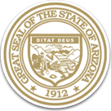 GREAT SEAL OF THE STATE OF ARIZONA
DITAT DEUS
1912